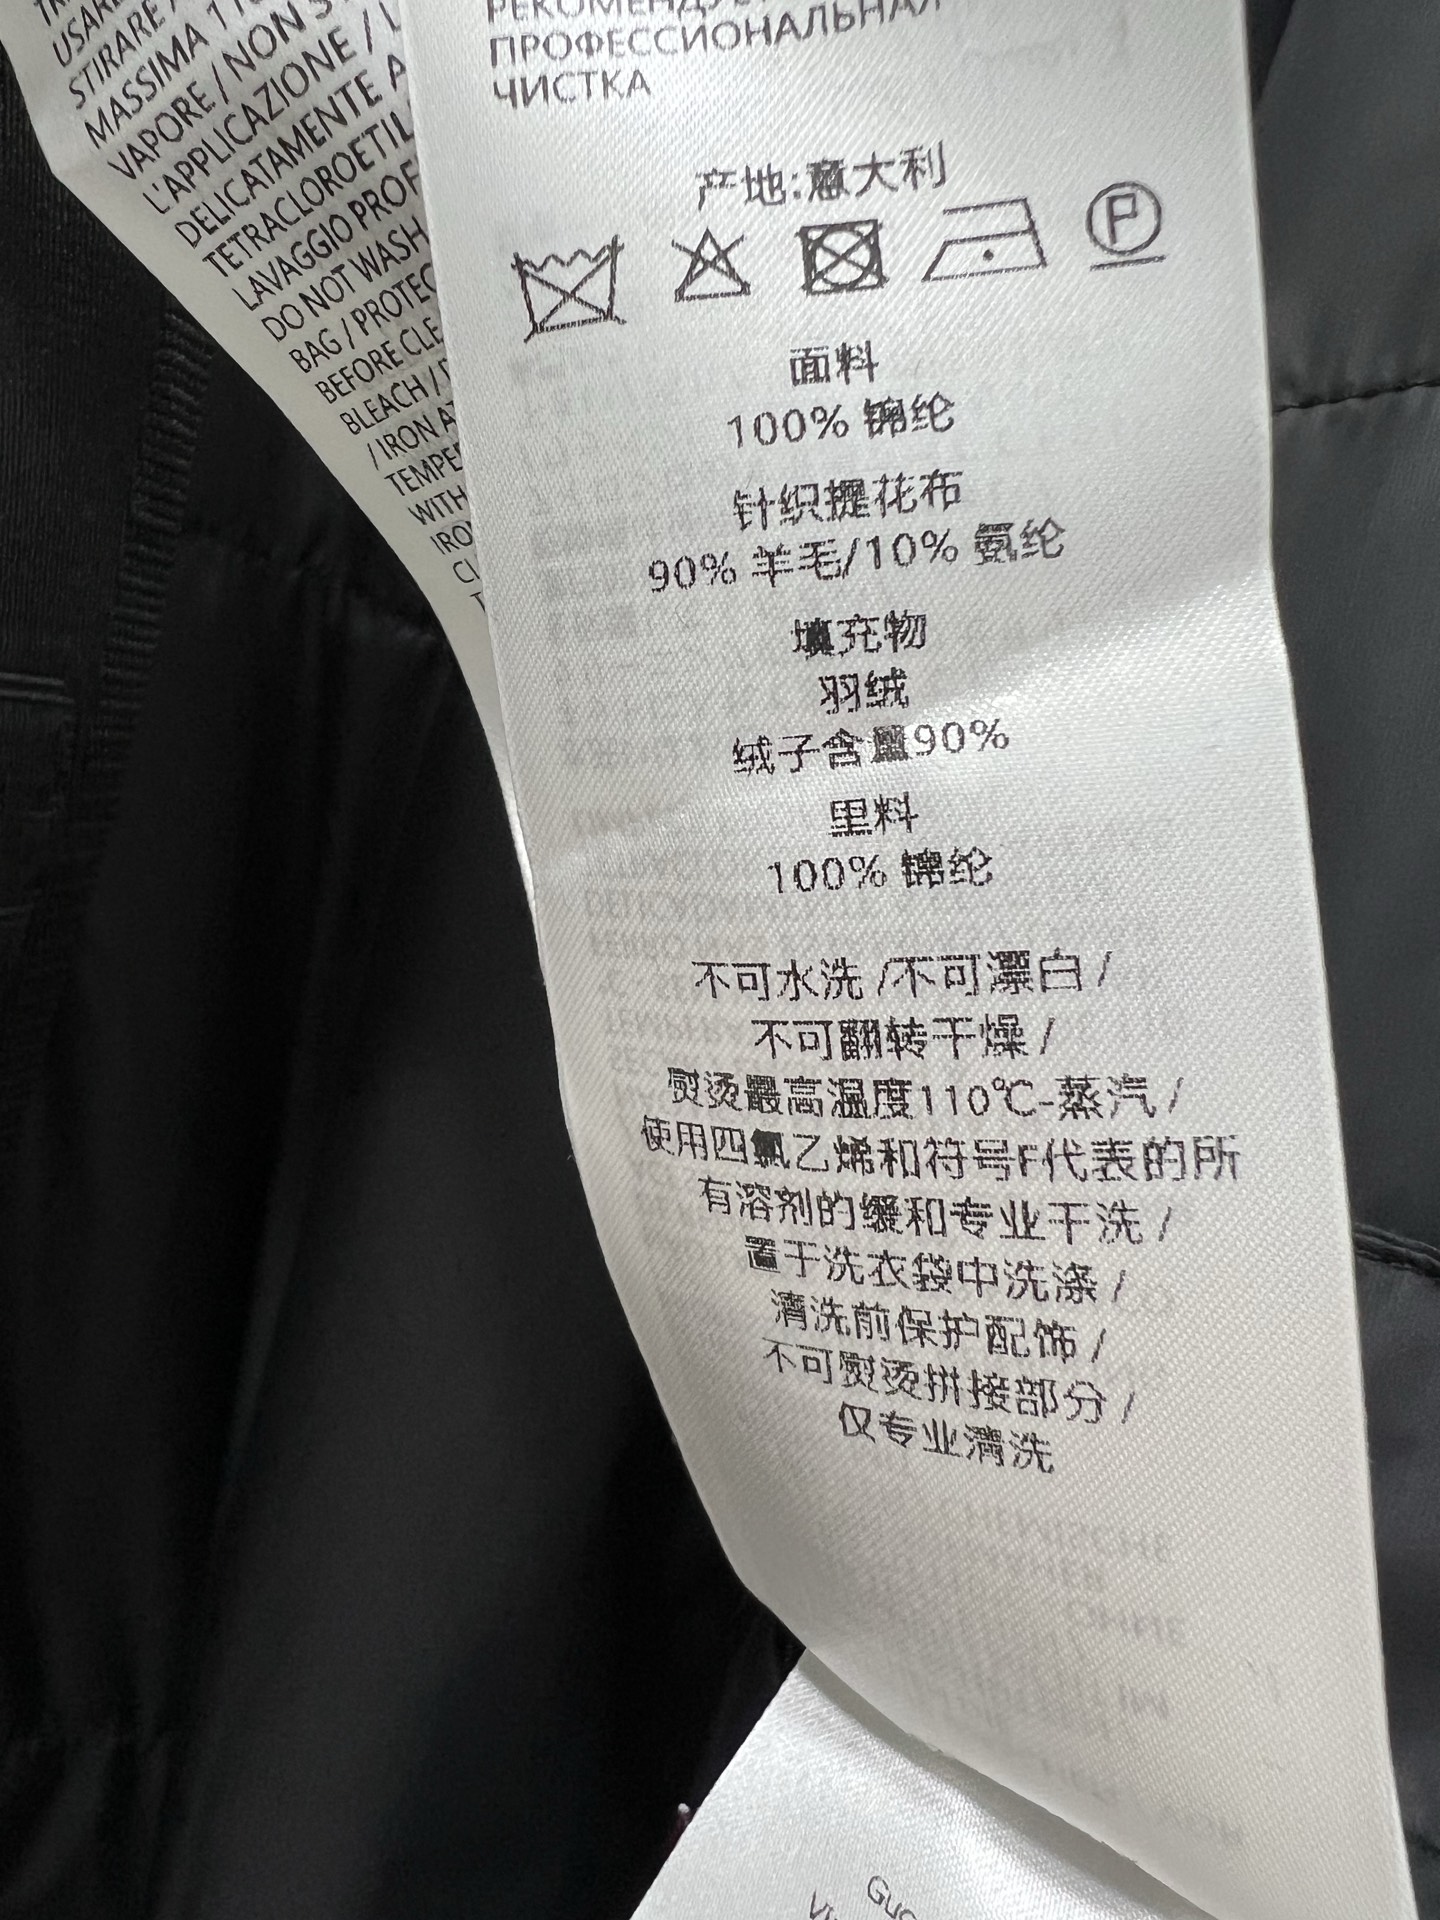 USAR
STIRARE A
MASSIMA 11
VAPORE / NON S
L'APPLICAZIONE / L
DELICATAMENTE A
TETRACLOROETIL
LAVAGGIO PROF
DO NOT WASH
BAG / PROTEC
BEFORE CLE
BLEACH / D
/ IRON AT
TEMPE
WITH
IRO
ПРОФЕССИОНАЛЬНАЯ
ЧИСТКА
产地:意大利
P
面料
100% 锦纶
针织提花布
90% 羊毛/10% 氨纶
填充物
羽绒
绒子含量90%
里料
100% 锦纶
不可水洗 /不可漂白 /
不可翻转干燥 /
熨烫最高温度110℃-蒸汽 /
使用四氯乙烯和符号F代表的所
有溶剂的缓和专业干洗 /
置于洗衣袋中洗涤 /
清洗前保护配饰 /
不可熨烫拼接部分 /
仅专业清洗